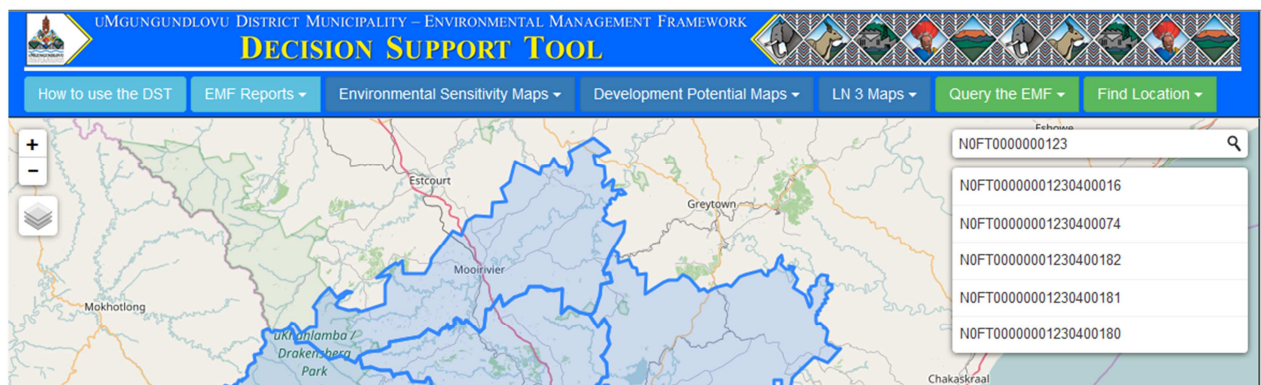 uMgungundlovu District Municipality – Environmental Management Framework
Decision Support Tool
How to use the DST
EMF Reports
Environmental Sensitivity Maps
Development Potential Maps
LN 3 Maps
Query the EMF
Find Location
+
-
Eshowe
N0FT0000000123
N0FT00000001230400016
N0FT00000001230400074
N0FT00000001230400182
N0FT00000001230400181
N0FT00000001230400180
Estcourt
Greytown
Mooirivier
Mokhotlong
uKhahlamba /
Drakensberg
Park
Chakaskraal